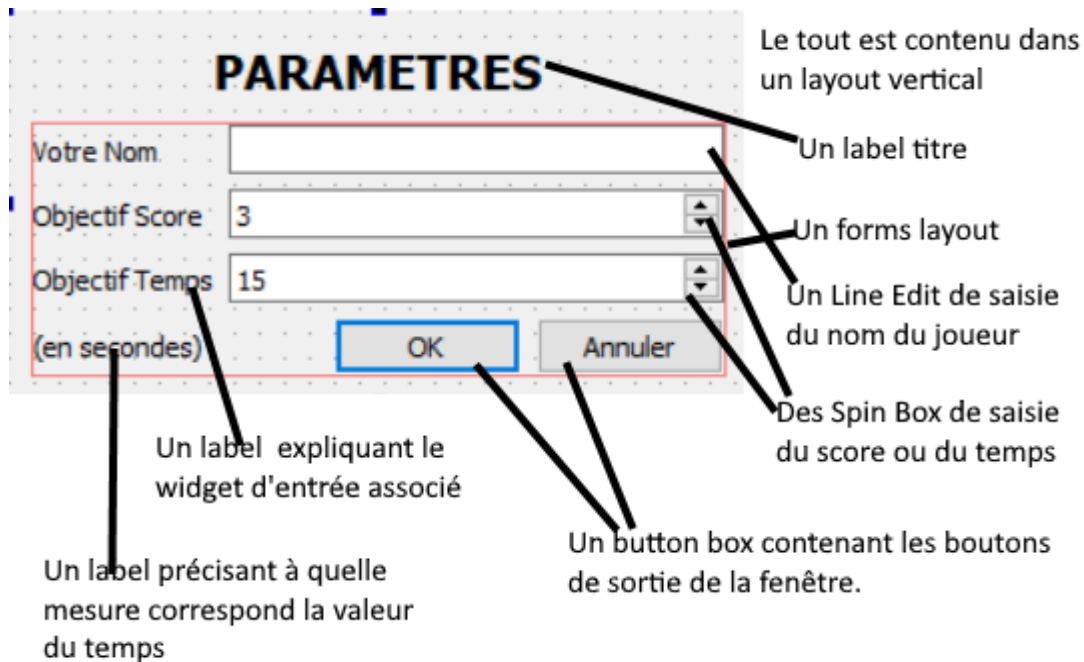 Le tout est contenu dans
un layout vertical
PARAMETRES
Un label titre
Votre Nom
Objectif Score
3
Un forms layout
Objectif Temps
15
Un Line Edit de saisie
du nom du joueur
(en secondes)
OK
Annuler
Des Spin Box de saisie
du score ou du temps
Un label expliquant le
widget d'entrée associé
Un button box contenant les boutons
de sortie de la fenêtre.
Un label précisant à quelle
mesure correspond la valeur
du temps